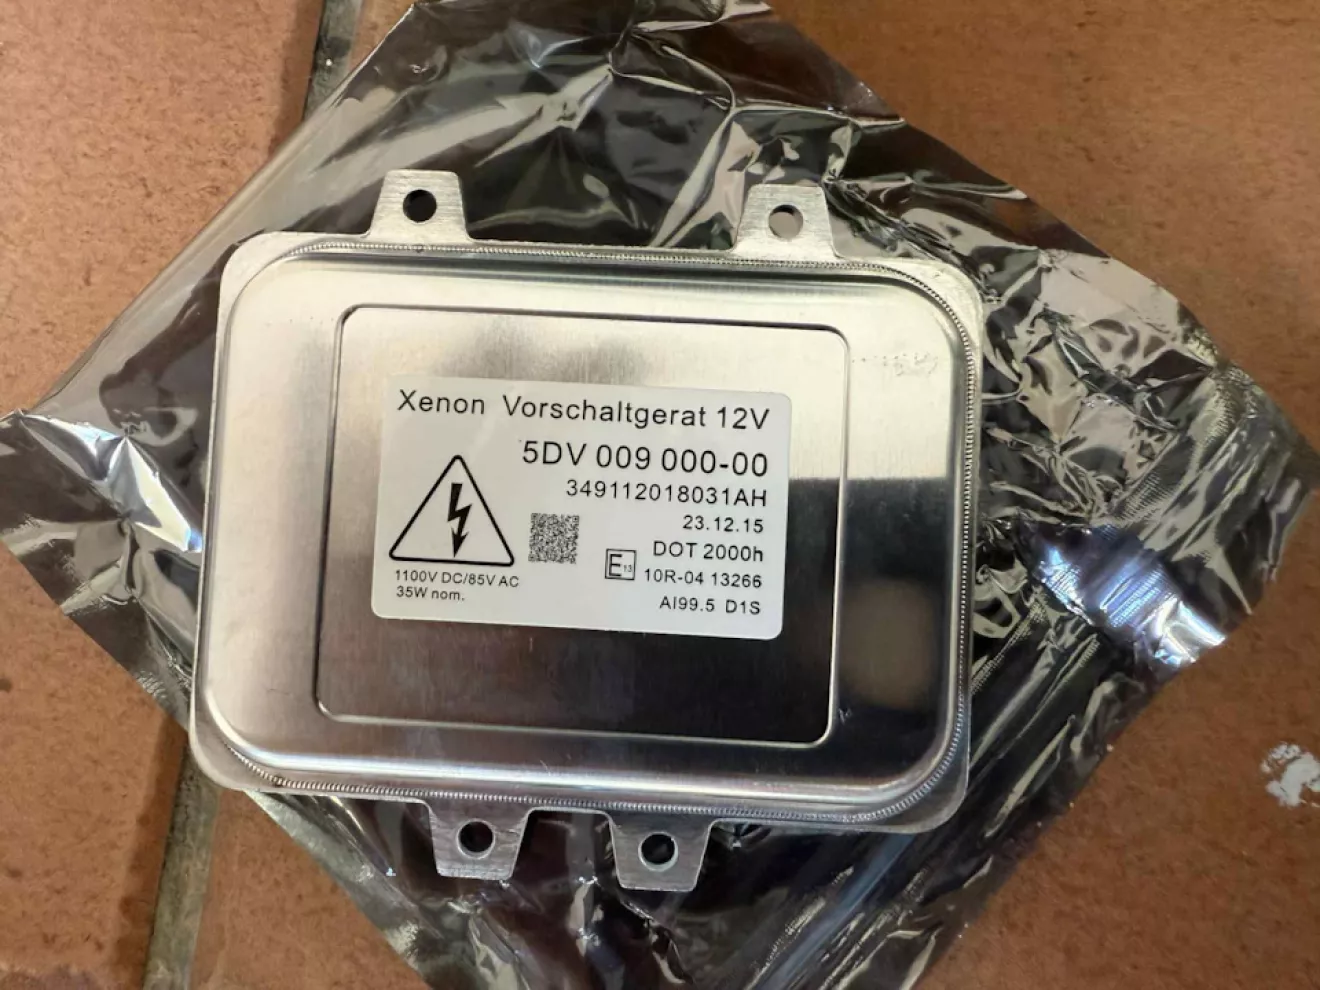 Xenon Vorschaltgerat 12V
5DV 009 000-00
349112018031AH
23.12.15
DOT 2000h
E13 10R-04 13266
AI99.5 D1S
1100V DC/85V AC
35W nom.